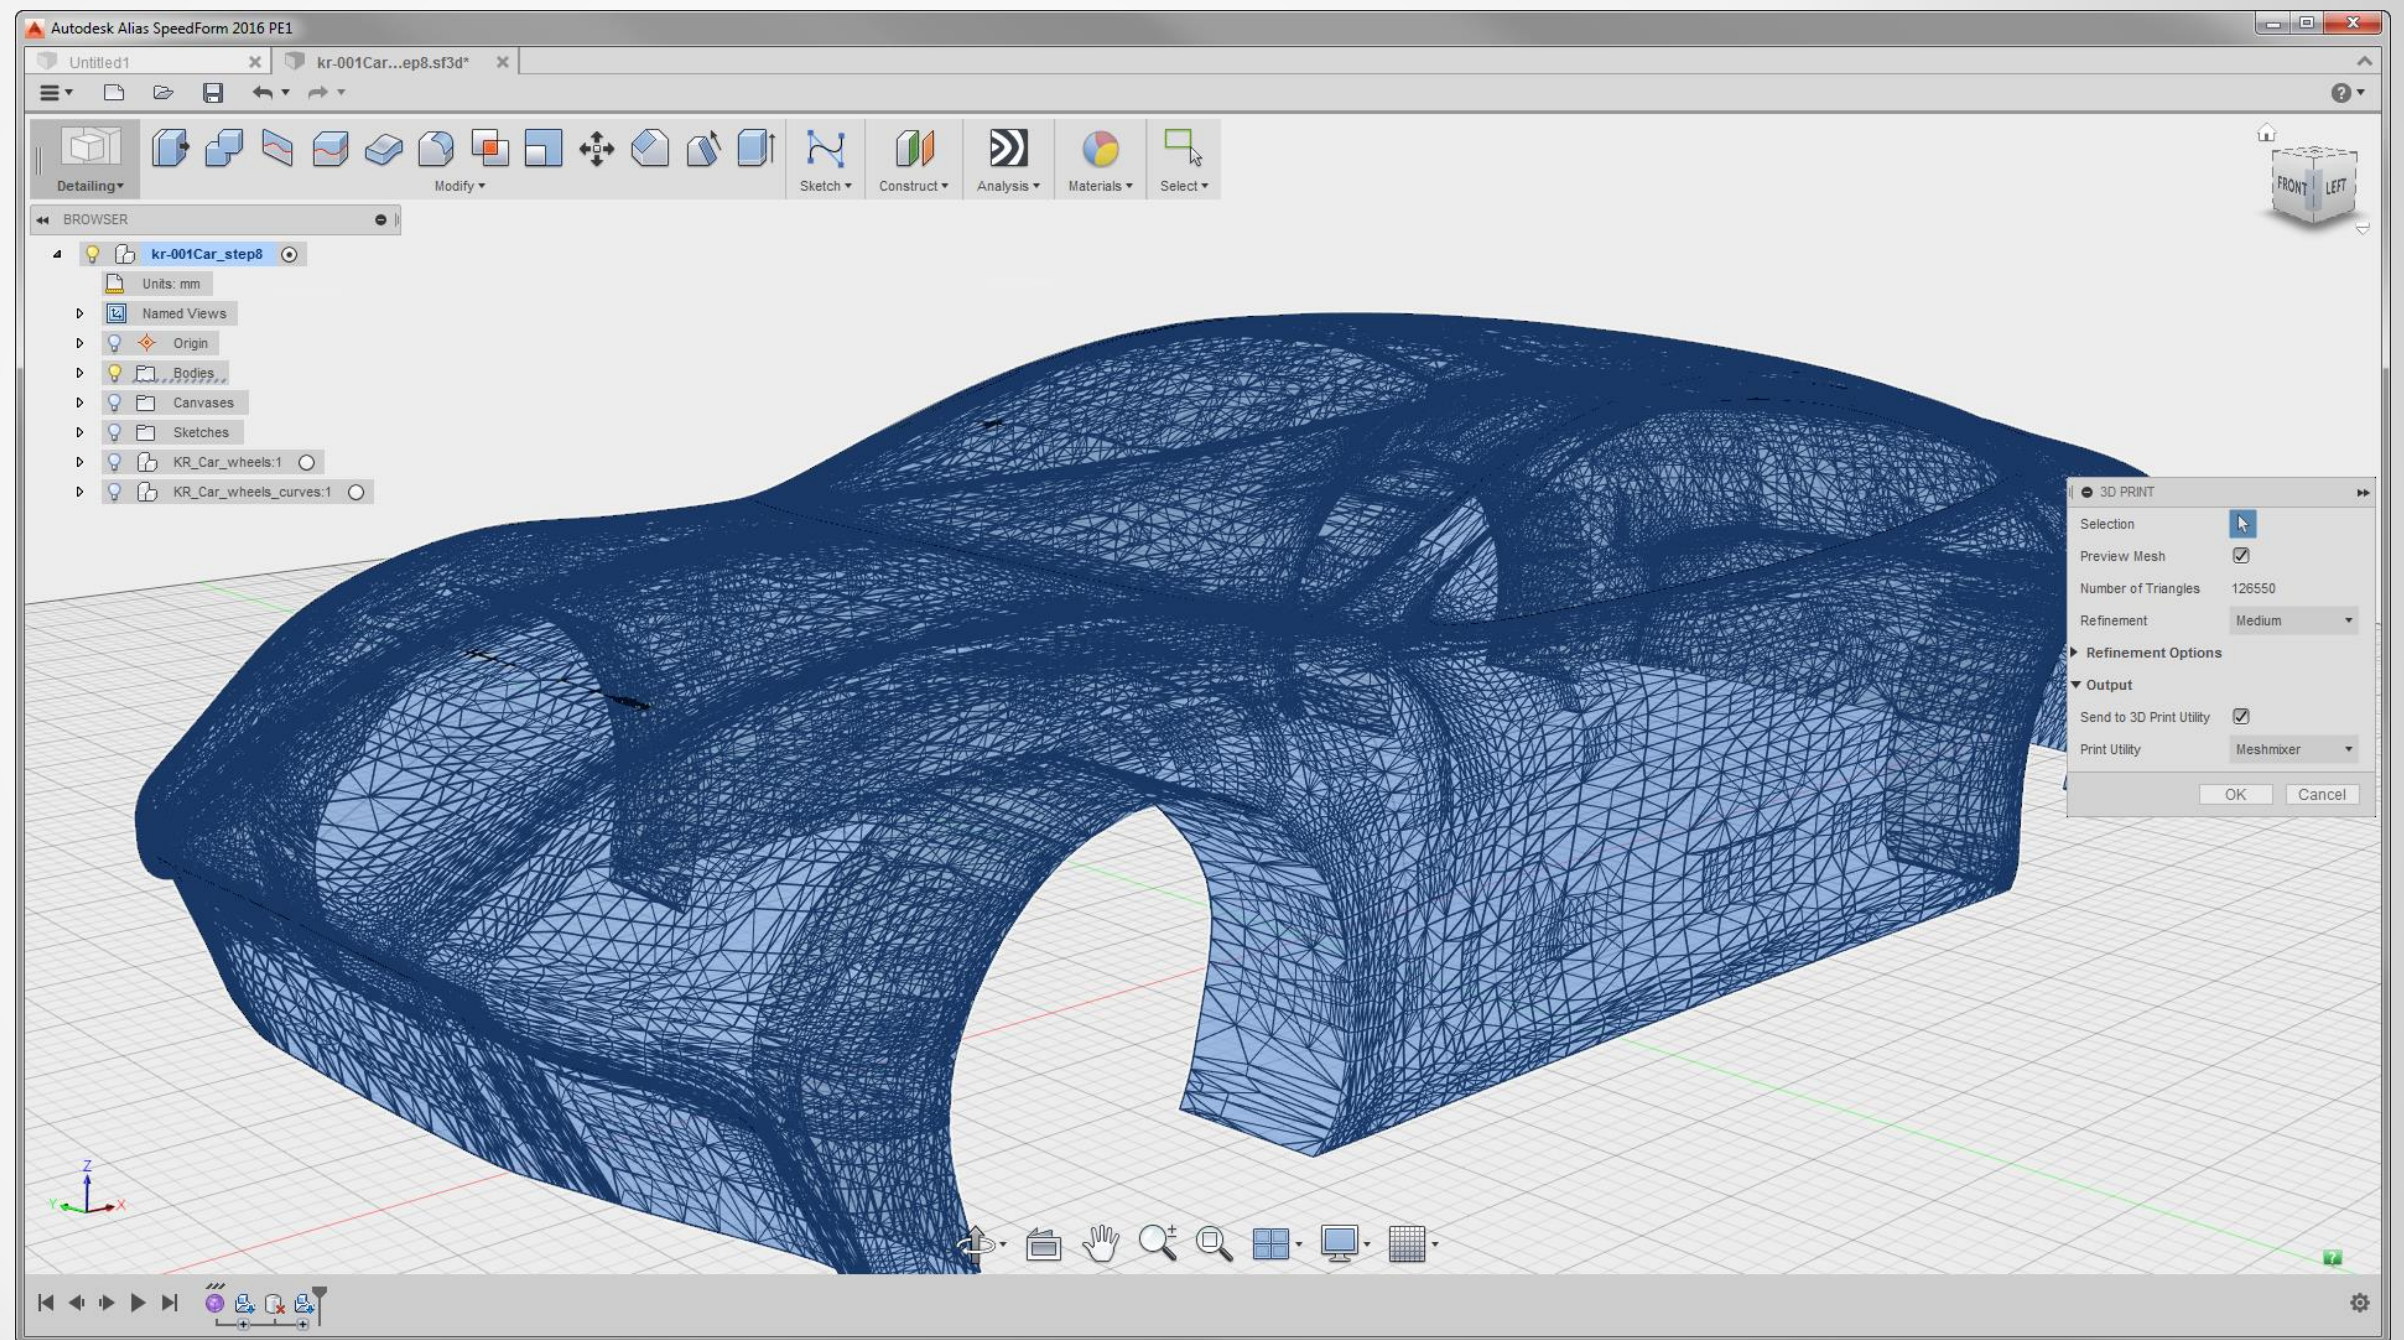 Autodesk Alias SpeedForm 2016 PE1
Untitled1
kr-001Car...ep8.sf3d*
Detailing
Modify
Sketch
Construct
Analysis
Materials
Select
FRONT
LEFT
BROWSER
kr-001Car_step8
Units: mm
Named Views
Origin
Bodies
Canvases
Sketches
KR_Car_wheels:1
KR_Car_wheels_curves:1
3D PRINT
Selection
Preview Mesh
Number of Triangles 126550
Refinement Medium
Refinement Options
Output
Send to 3D Print Utility
Print Utility Meshmixer
OK Cancel
Z
Y
X